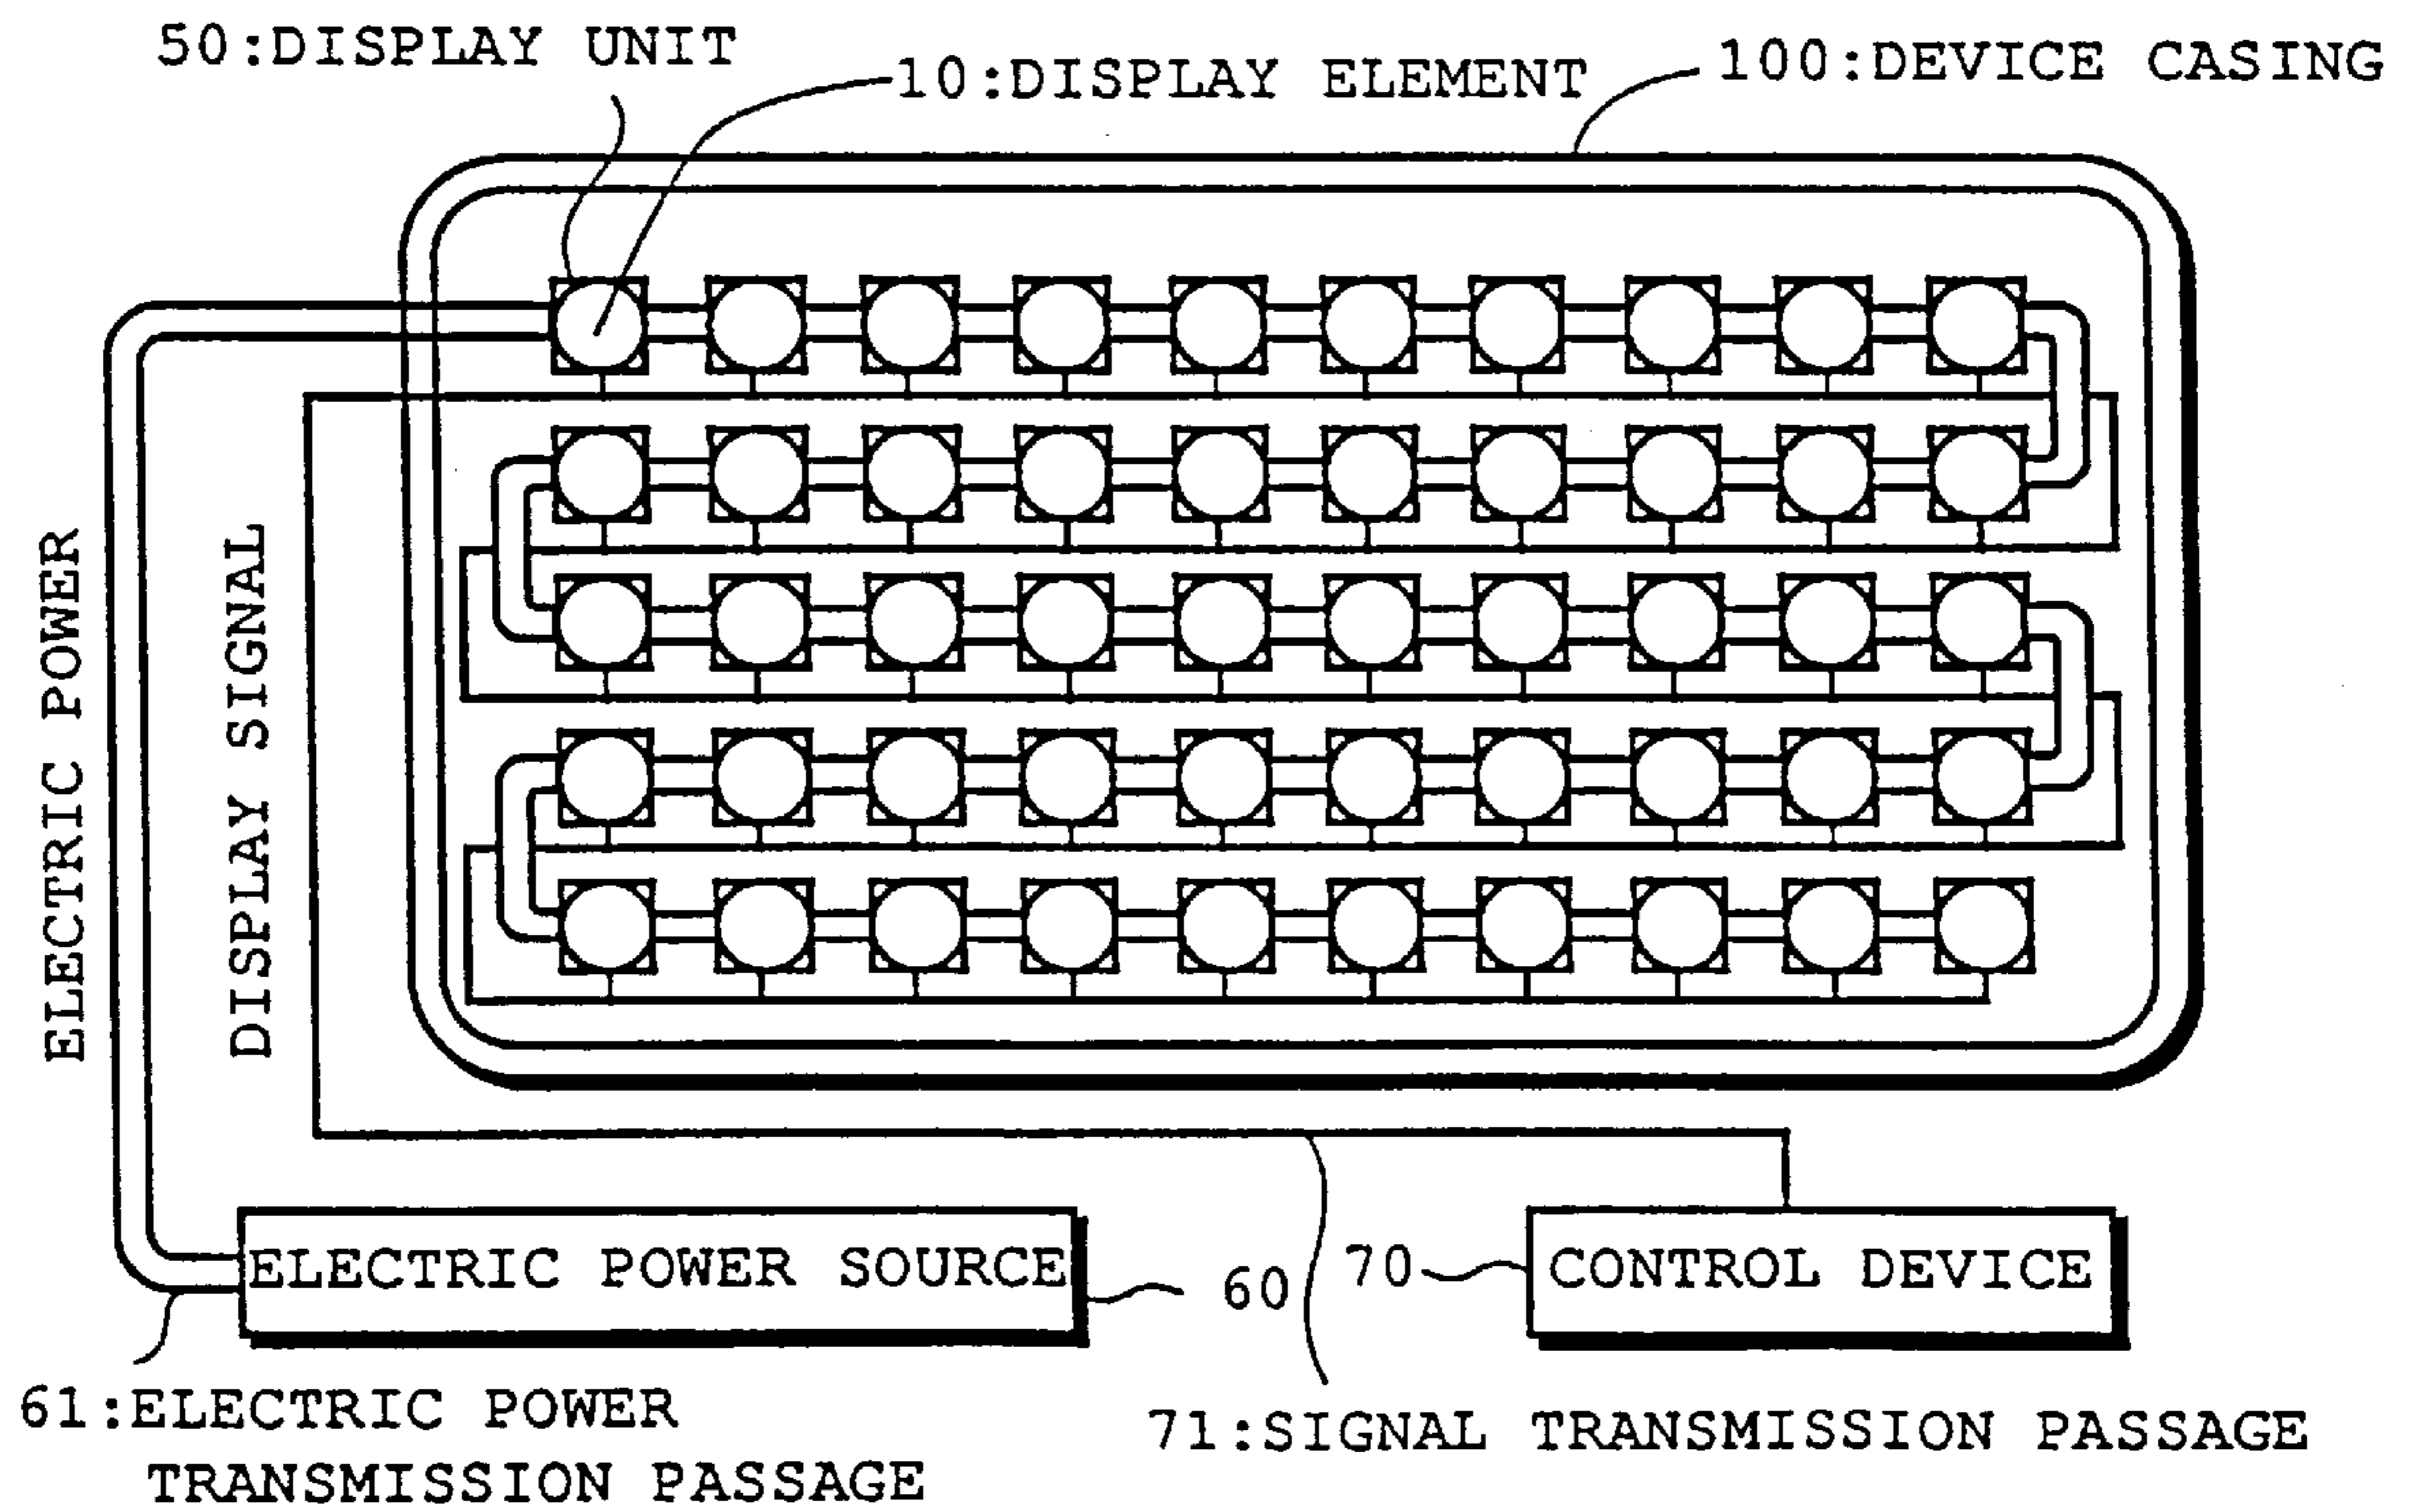 50:DISPLAY UNIT
10:DISPLAY ELEMENT
100:DEVICE CASING
ELECTRIC POWER
DISPLAY SIGNAL
ELECTRIC POWER SOURCE
60
70
CONTROL DEVICE
61:ELECTRIC POWER
TRANSMISSION PASSAGE
71:SIGNAL TRANSMISSION PASSAGE